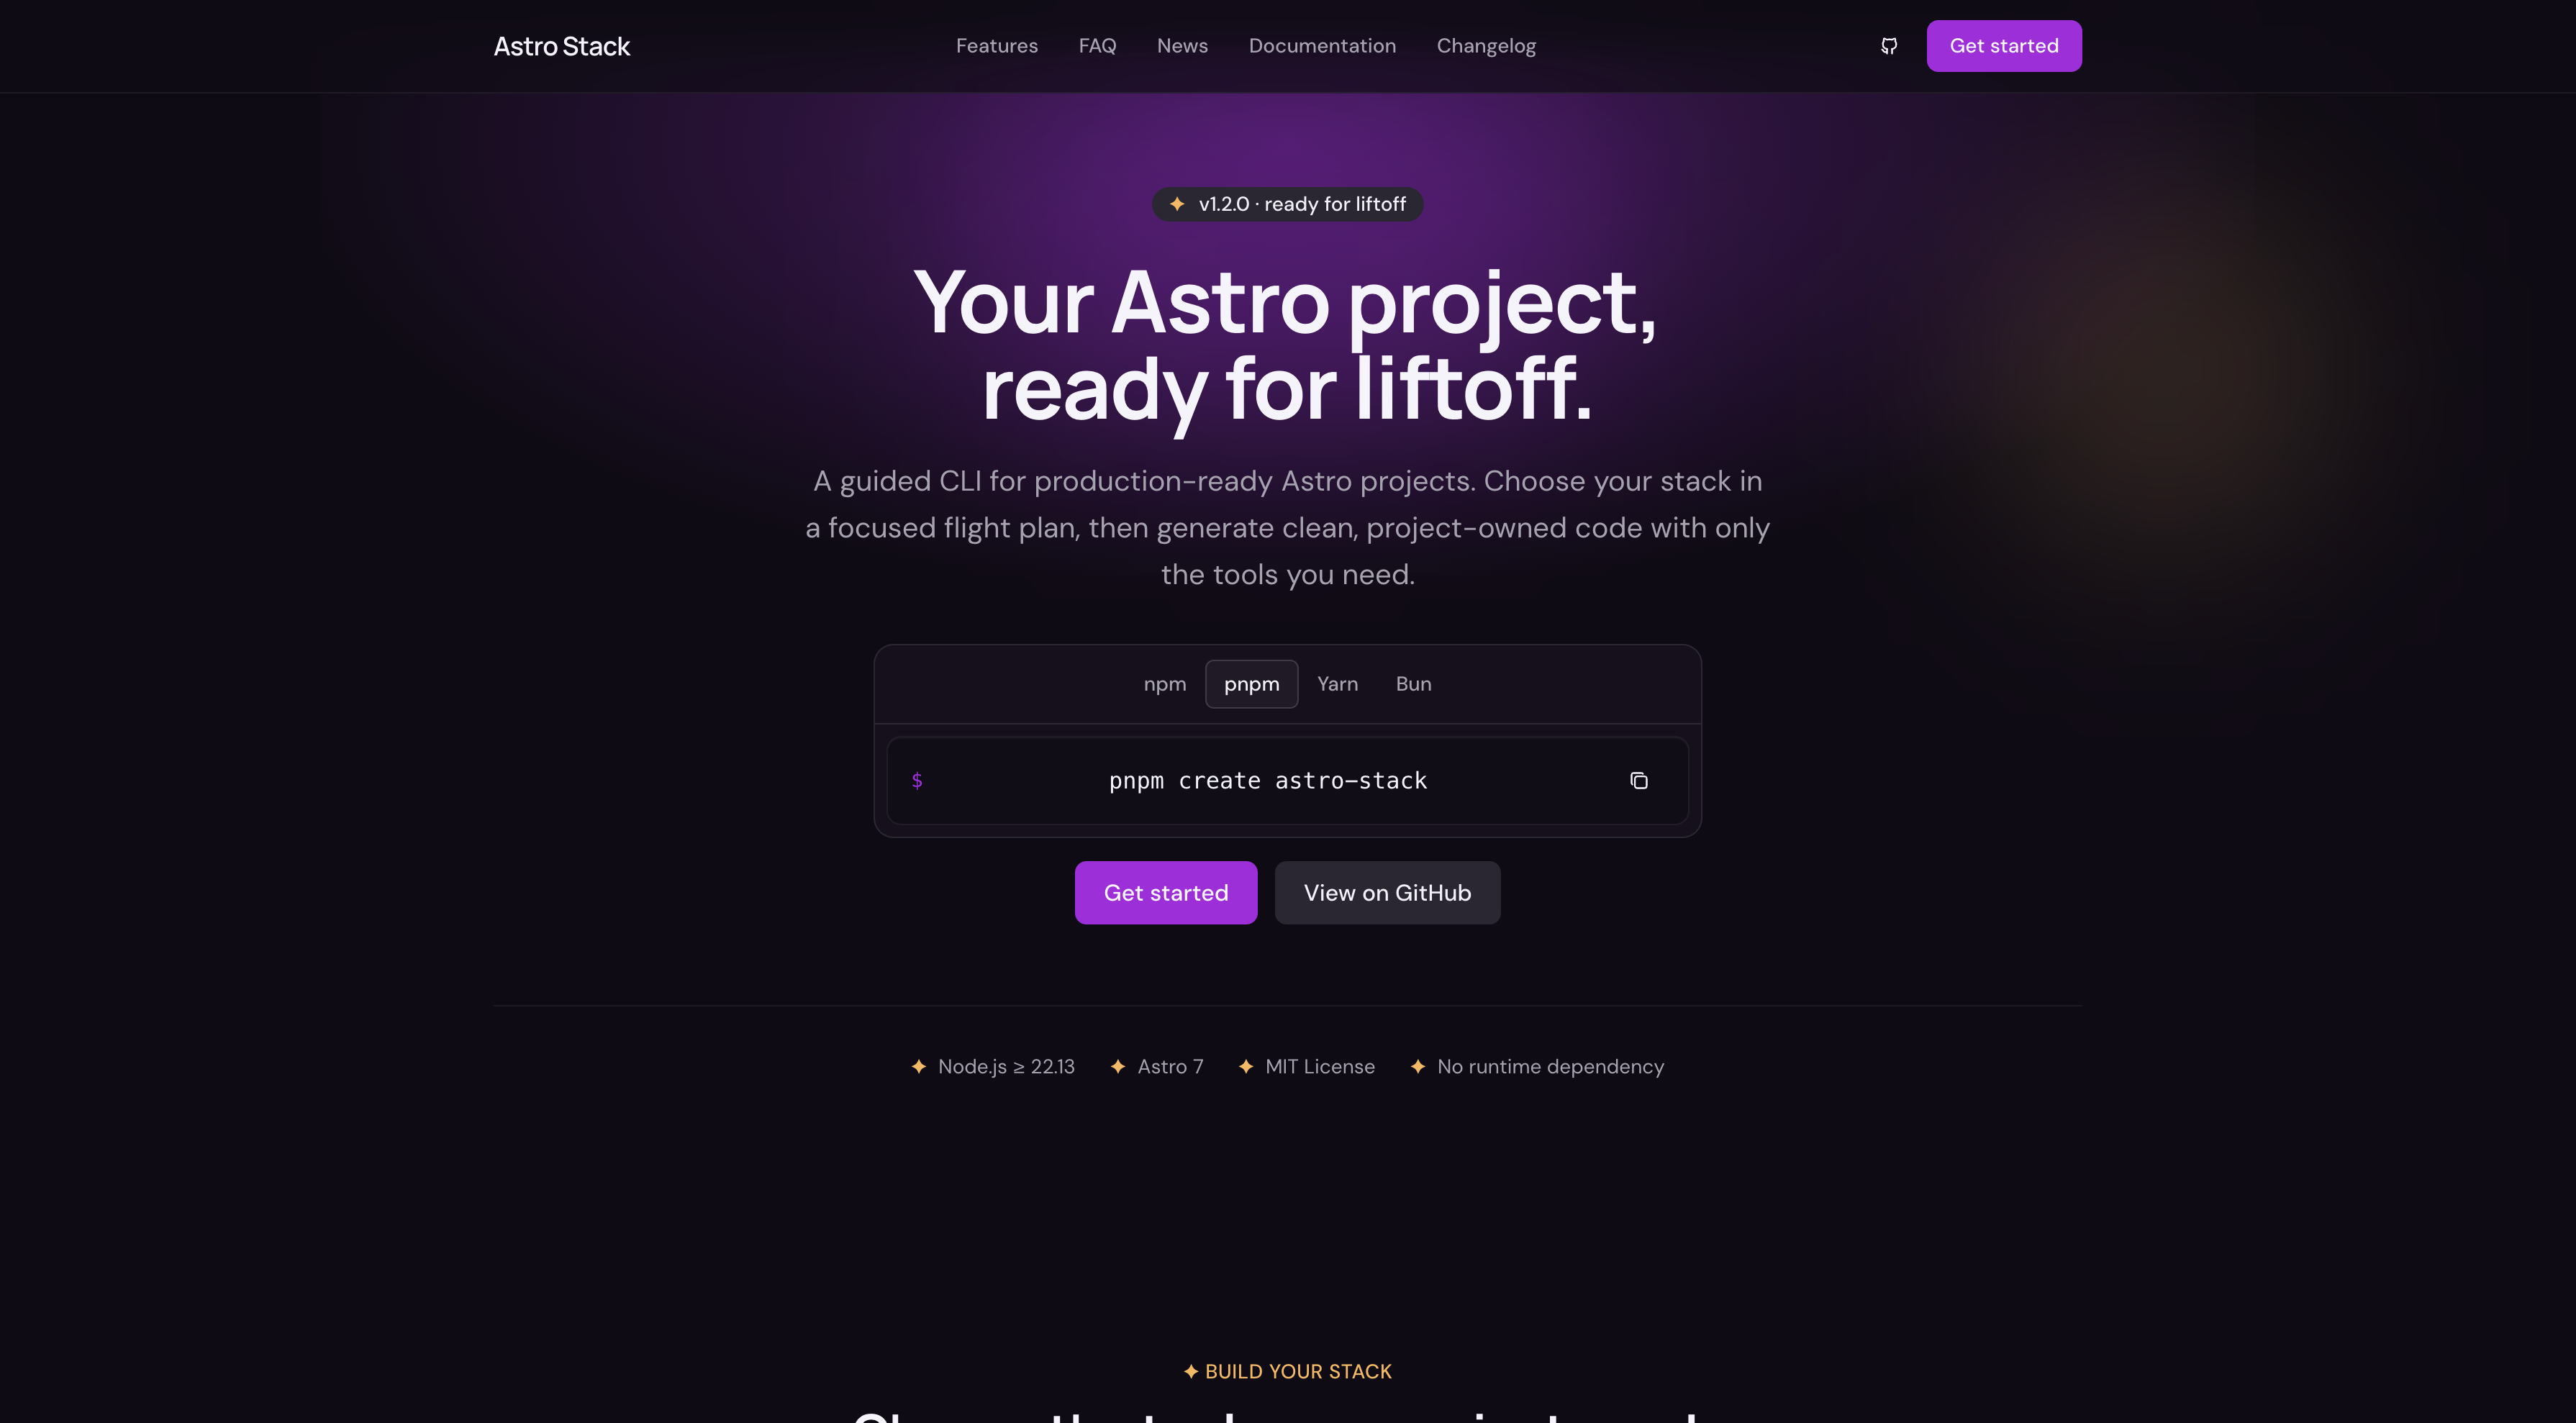 Astro Stack
Features
FAQ
News
Documentation
Changelog
Get started
v1.2.0 · ready for liftoff
Your Astro project,
ready for liftoff.
A guided CLI for production-ready Astro projects. Choose your stack in
a focused flight plan, then generate clean, project-owned code with only
the tools you need.
npm
pnpm
Yarn
Bun
$ pnpm create astro-stack
Get started
View on GitHub
Node.js ≥ 22.13
Astro 7
MIT License
No runtime dependency
BUILD YOUR STACK